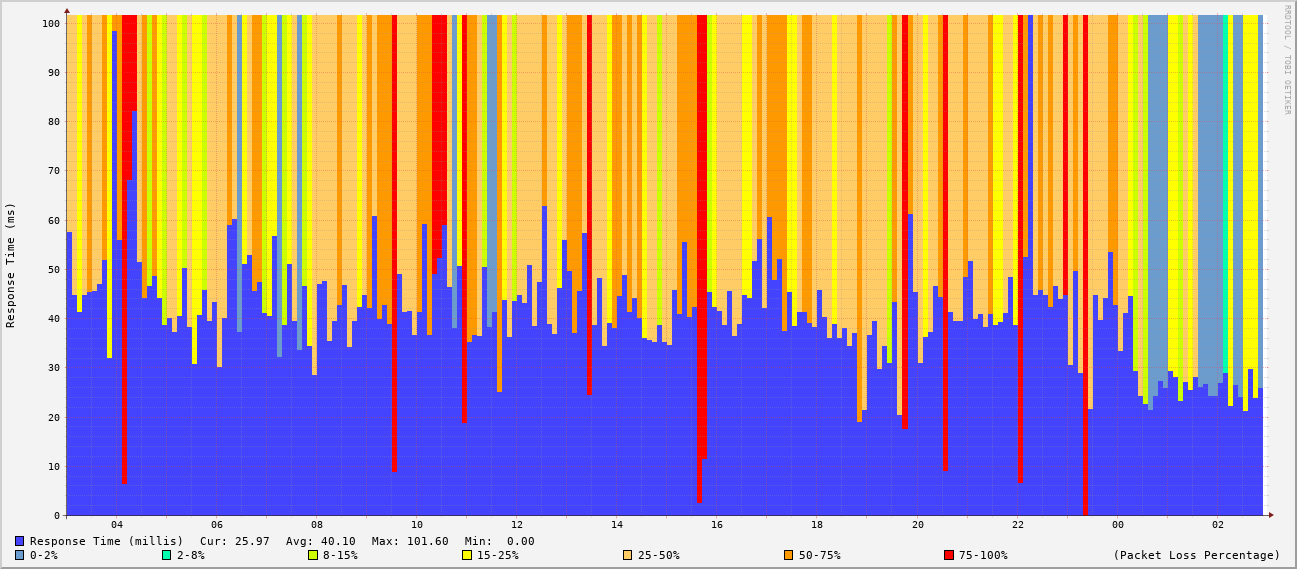 RRDTOOL / TOBI OETIKER
Response Time (ms)
100
90
80
70
60
50
40
30
20
10
0
04 06 08 10 12 14 16 18 20 22 00 02
Response Time (millis) Cur: 25.97 Avg: 40.10 Max: 101.60 Min: 0.00
0-2% 2-8% 8-15% 15-25% 25-50% 50-75% 75-100% (Packet Loss Percentage)